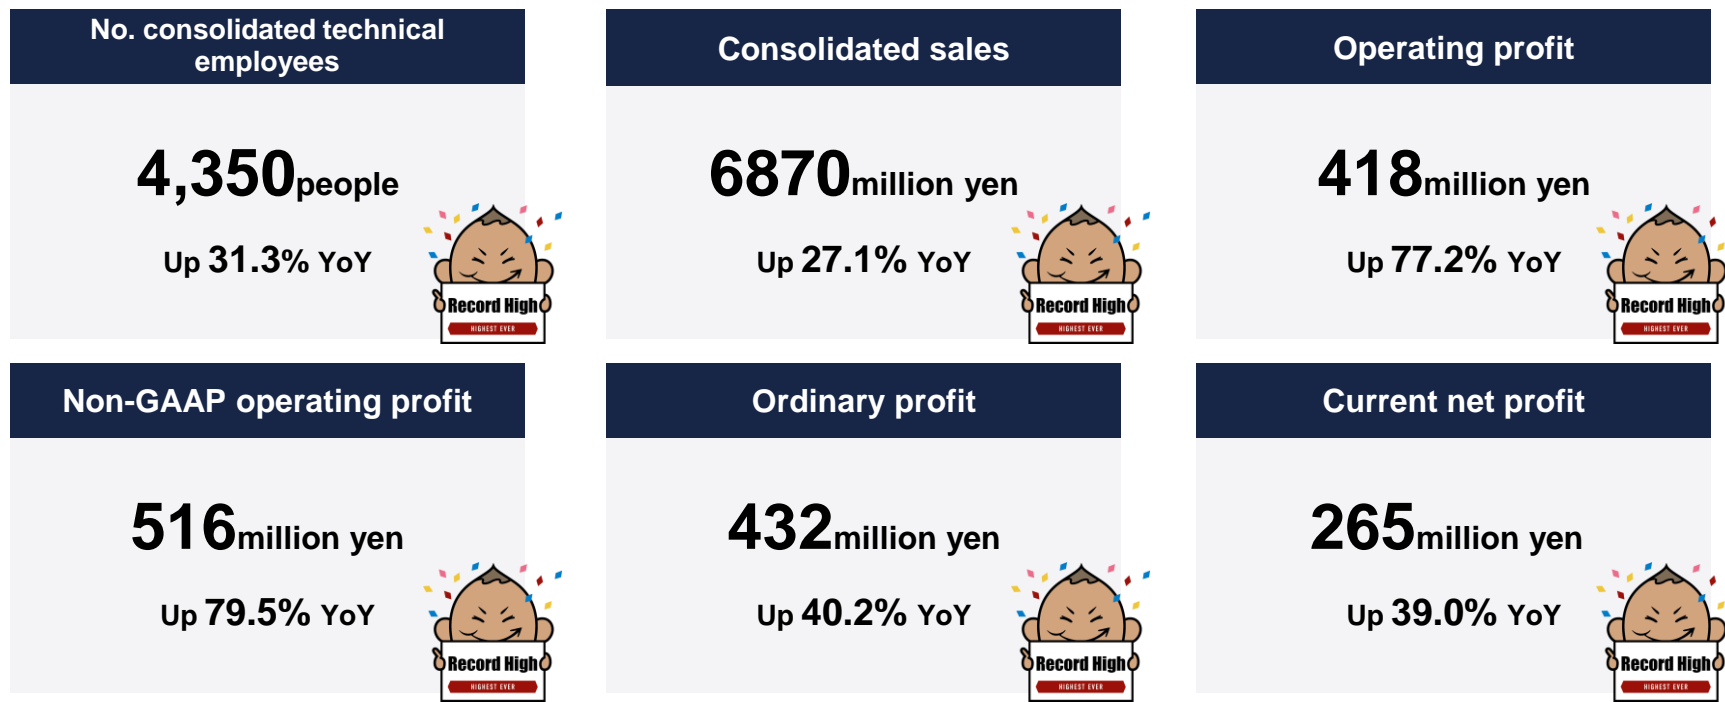 No. consolidated technical
employees
4,350people
Up 31.3% YoY
Record High
HIGHEST EVER
Consolidated sales
6870million yen
Up 27.1% YoY
Record High
HIGHEST EVER
Operating profit
418million yen
Up 77.2% YoY
Record High
HIGHEST EVER
Non-GAAP operating profit
516million yen
Up 79.5% YoY
Record High
HIGHEST EVER
Ordinary profit
432million yen
Up 40.2% YoY
Record High
HIGHEST EVER
Current net profit
265million yen
Up 39.0% YoY
Record High
HIGHEST EVER